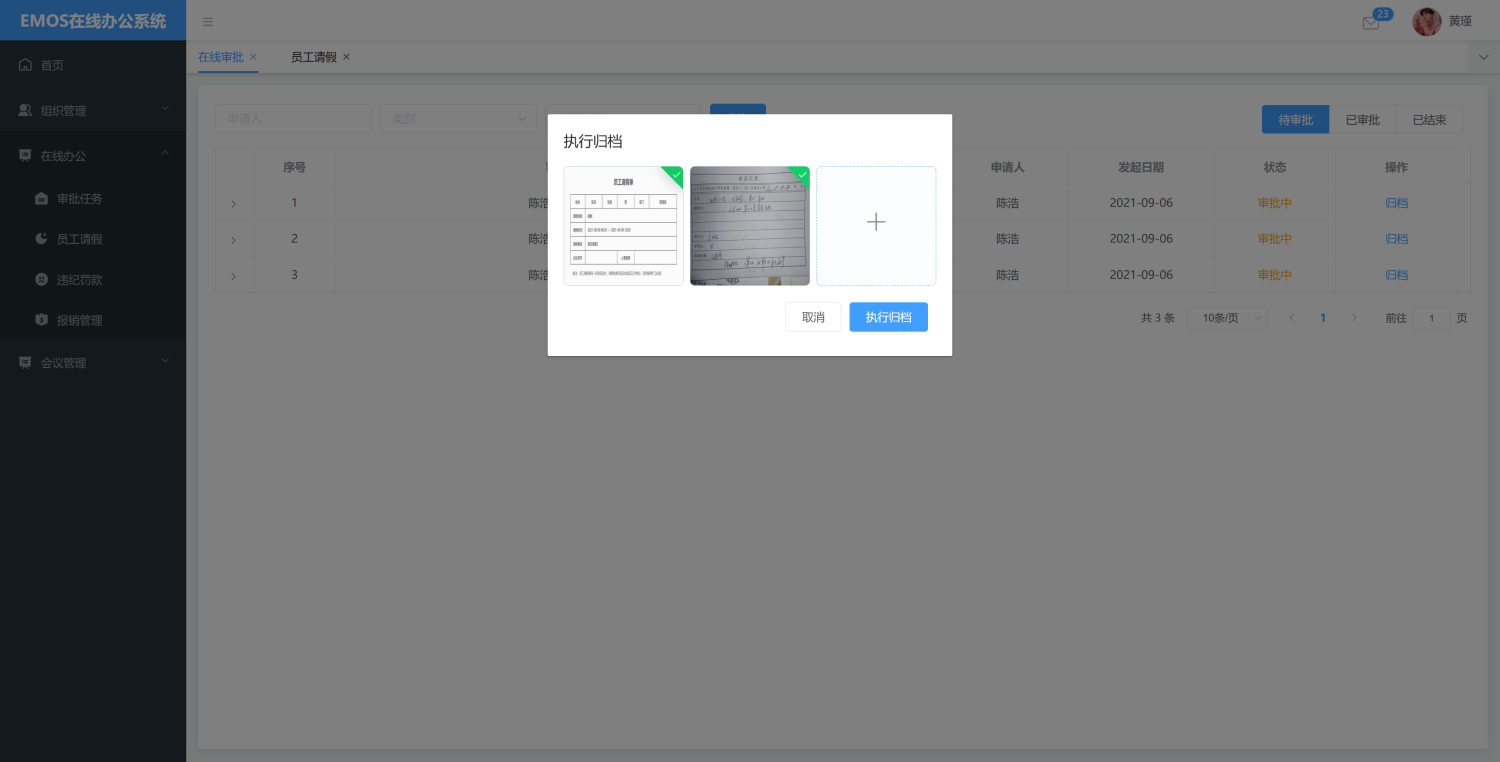 EMOS在线办公系统
23
黄瑾
首页
组织管理
在线办公
审批任务
员工请假
违纪罚款
报销管理
会议管理
在线审批 ×
员工请假 ×
申请人
类别
待审批
已审批
已结束
序号
申请人
发起日期
状态
操作
1
陈浩
陈浩
2021-09-06
审批中
归档
2
陈浩
陈浩
2021-09-06
审批中
归档
3
陈浩
陈浩
2021-09-06
审批中
归档
共 3 条
10条/页
1
前往
1
页
执行归档
员工请假单
取消
执行归档